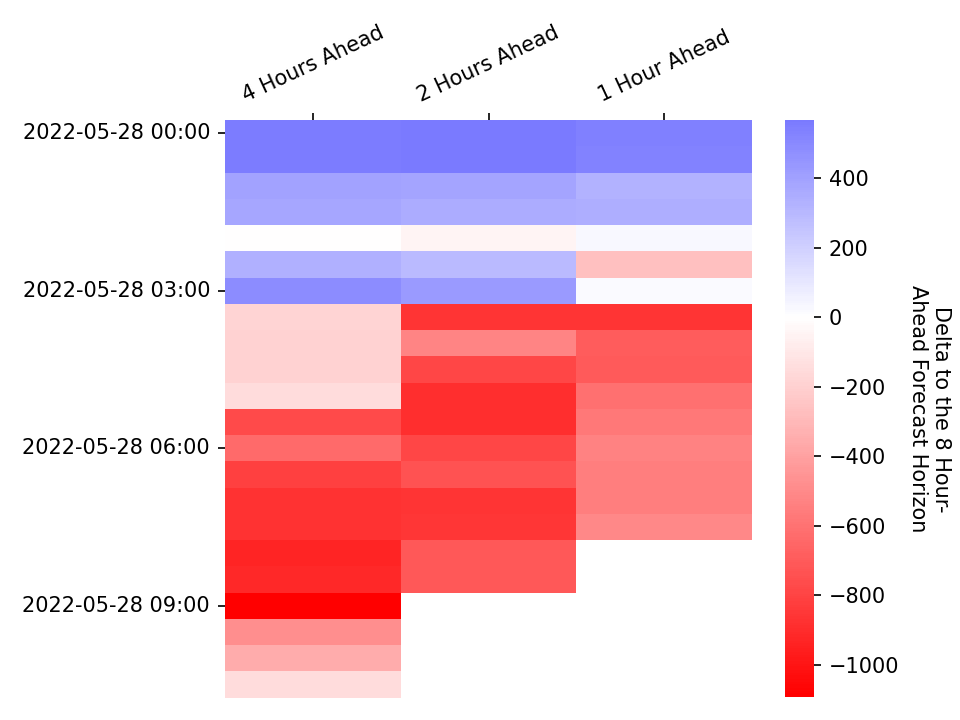 4 Hours Ahead
2 Hours Ahead
1 Hour Ahead
2022-05-28 00:00
2022-05-28 03:00
2022-05-28 06:00
2022-05-28 09:00
400
200
0
−200
−400
−600
−800
−1000
Delta to the 8 Hour-
Ahead Forecast Horizon